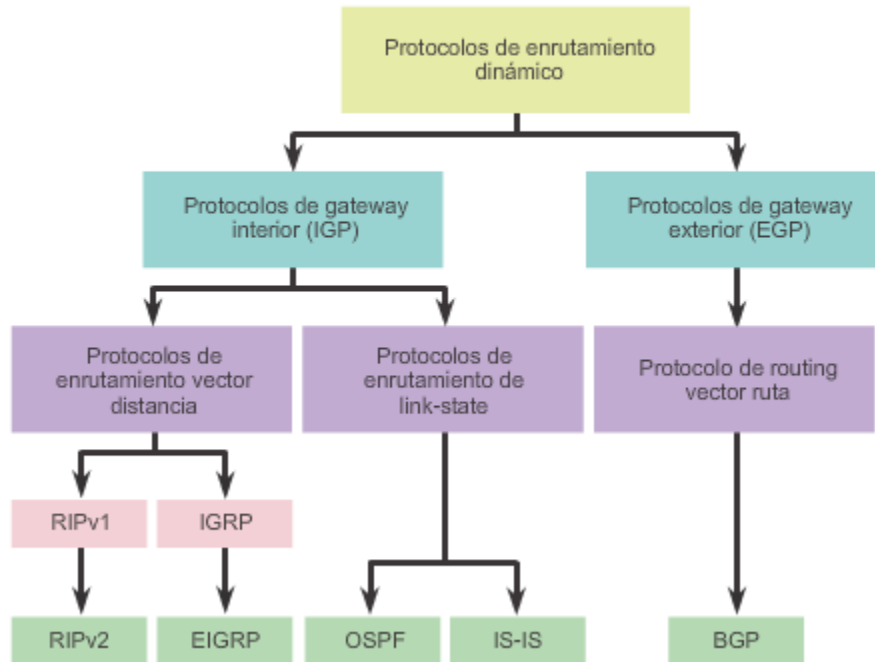 Protocolos de enrutamiento
dinámico
Protocolos de gateway
interior (IGP)
Protocolos de gateway
exterior (EGP)
Protocolos de
enrutamiento vector
distancia
Protocolos de
enrutamiento de
link-state
Protocolo de routing
vector ruta
RIPv1
IGRP
RIPv2
EIGRP
OSPF
IS-IS
BGP